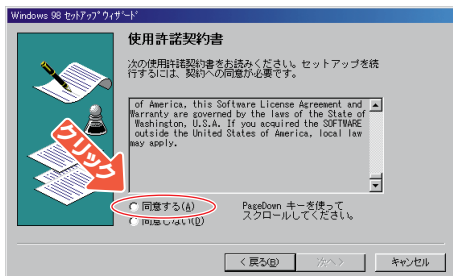 Windows 98 セットアップ ウィザード
使用許諾契約書
次の使用許諾契約書をお読みください。セットアップを続
行するには、契約への同意が必要です。
of America, this Software License Agreement and
Warranty are governed by the laws of the State of
Washington, U.S.A. If you acquired the SOFTWARE
outside the United States of America, local law
may apply.
クリック
同意する(A)
同意しない(D)
PageDown キーを使って
スクロールしてください。
< 戻る(B)
次へ >
キャンセル